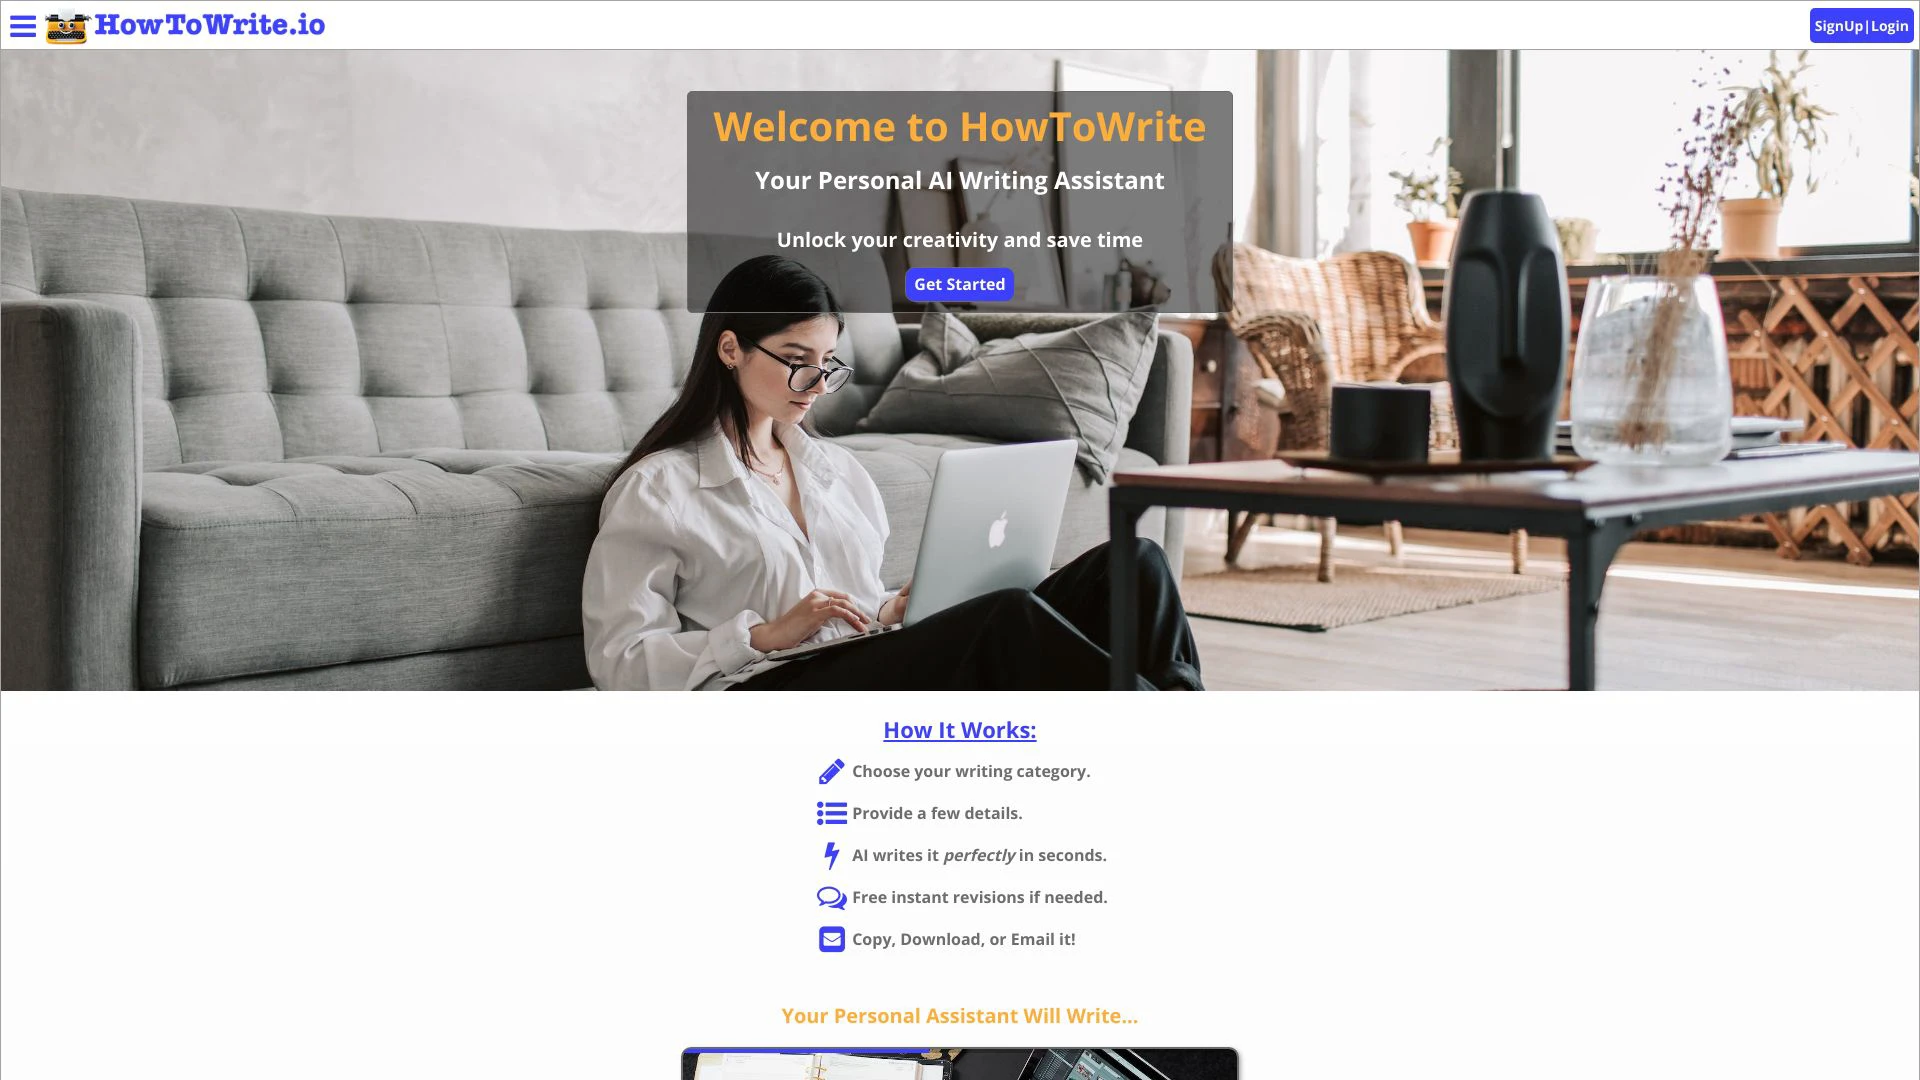 HowToWrite.io
SignUp|Login
Welcome to HowToWrite
Your Personal AI Writing Assistant
Unlock your creativity and save time
Get Started
How It Works:
Choose your writing category.
Provide a few details.
AI writes it perfectly in seconds.
Free instant revisions if needed.
Copy, Download, or Email it!
Your Personal Assistant Will Write...